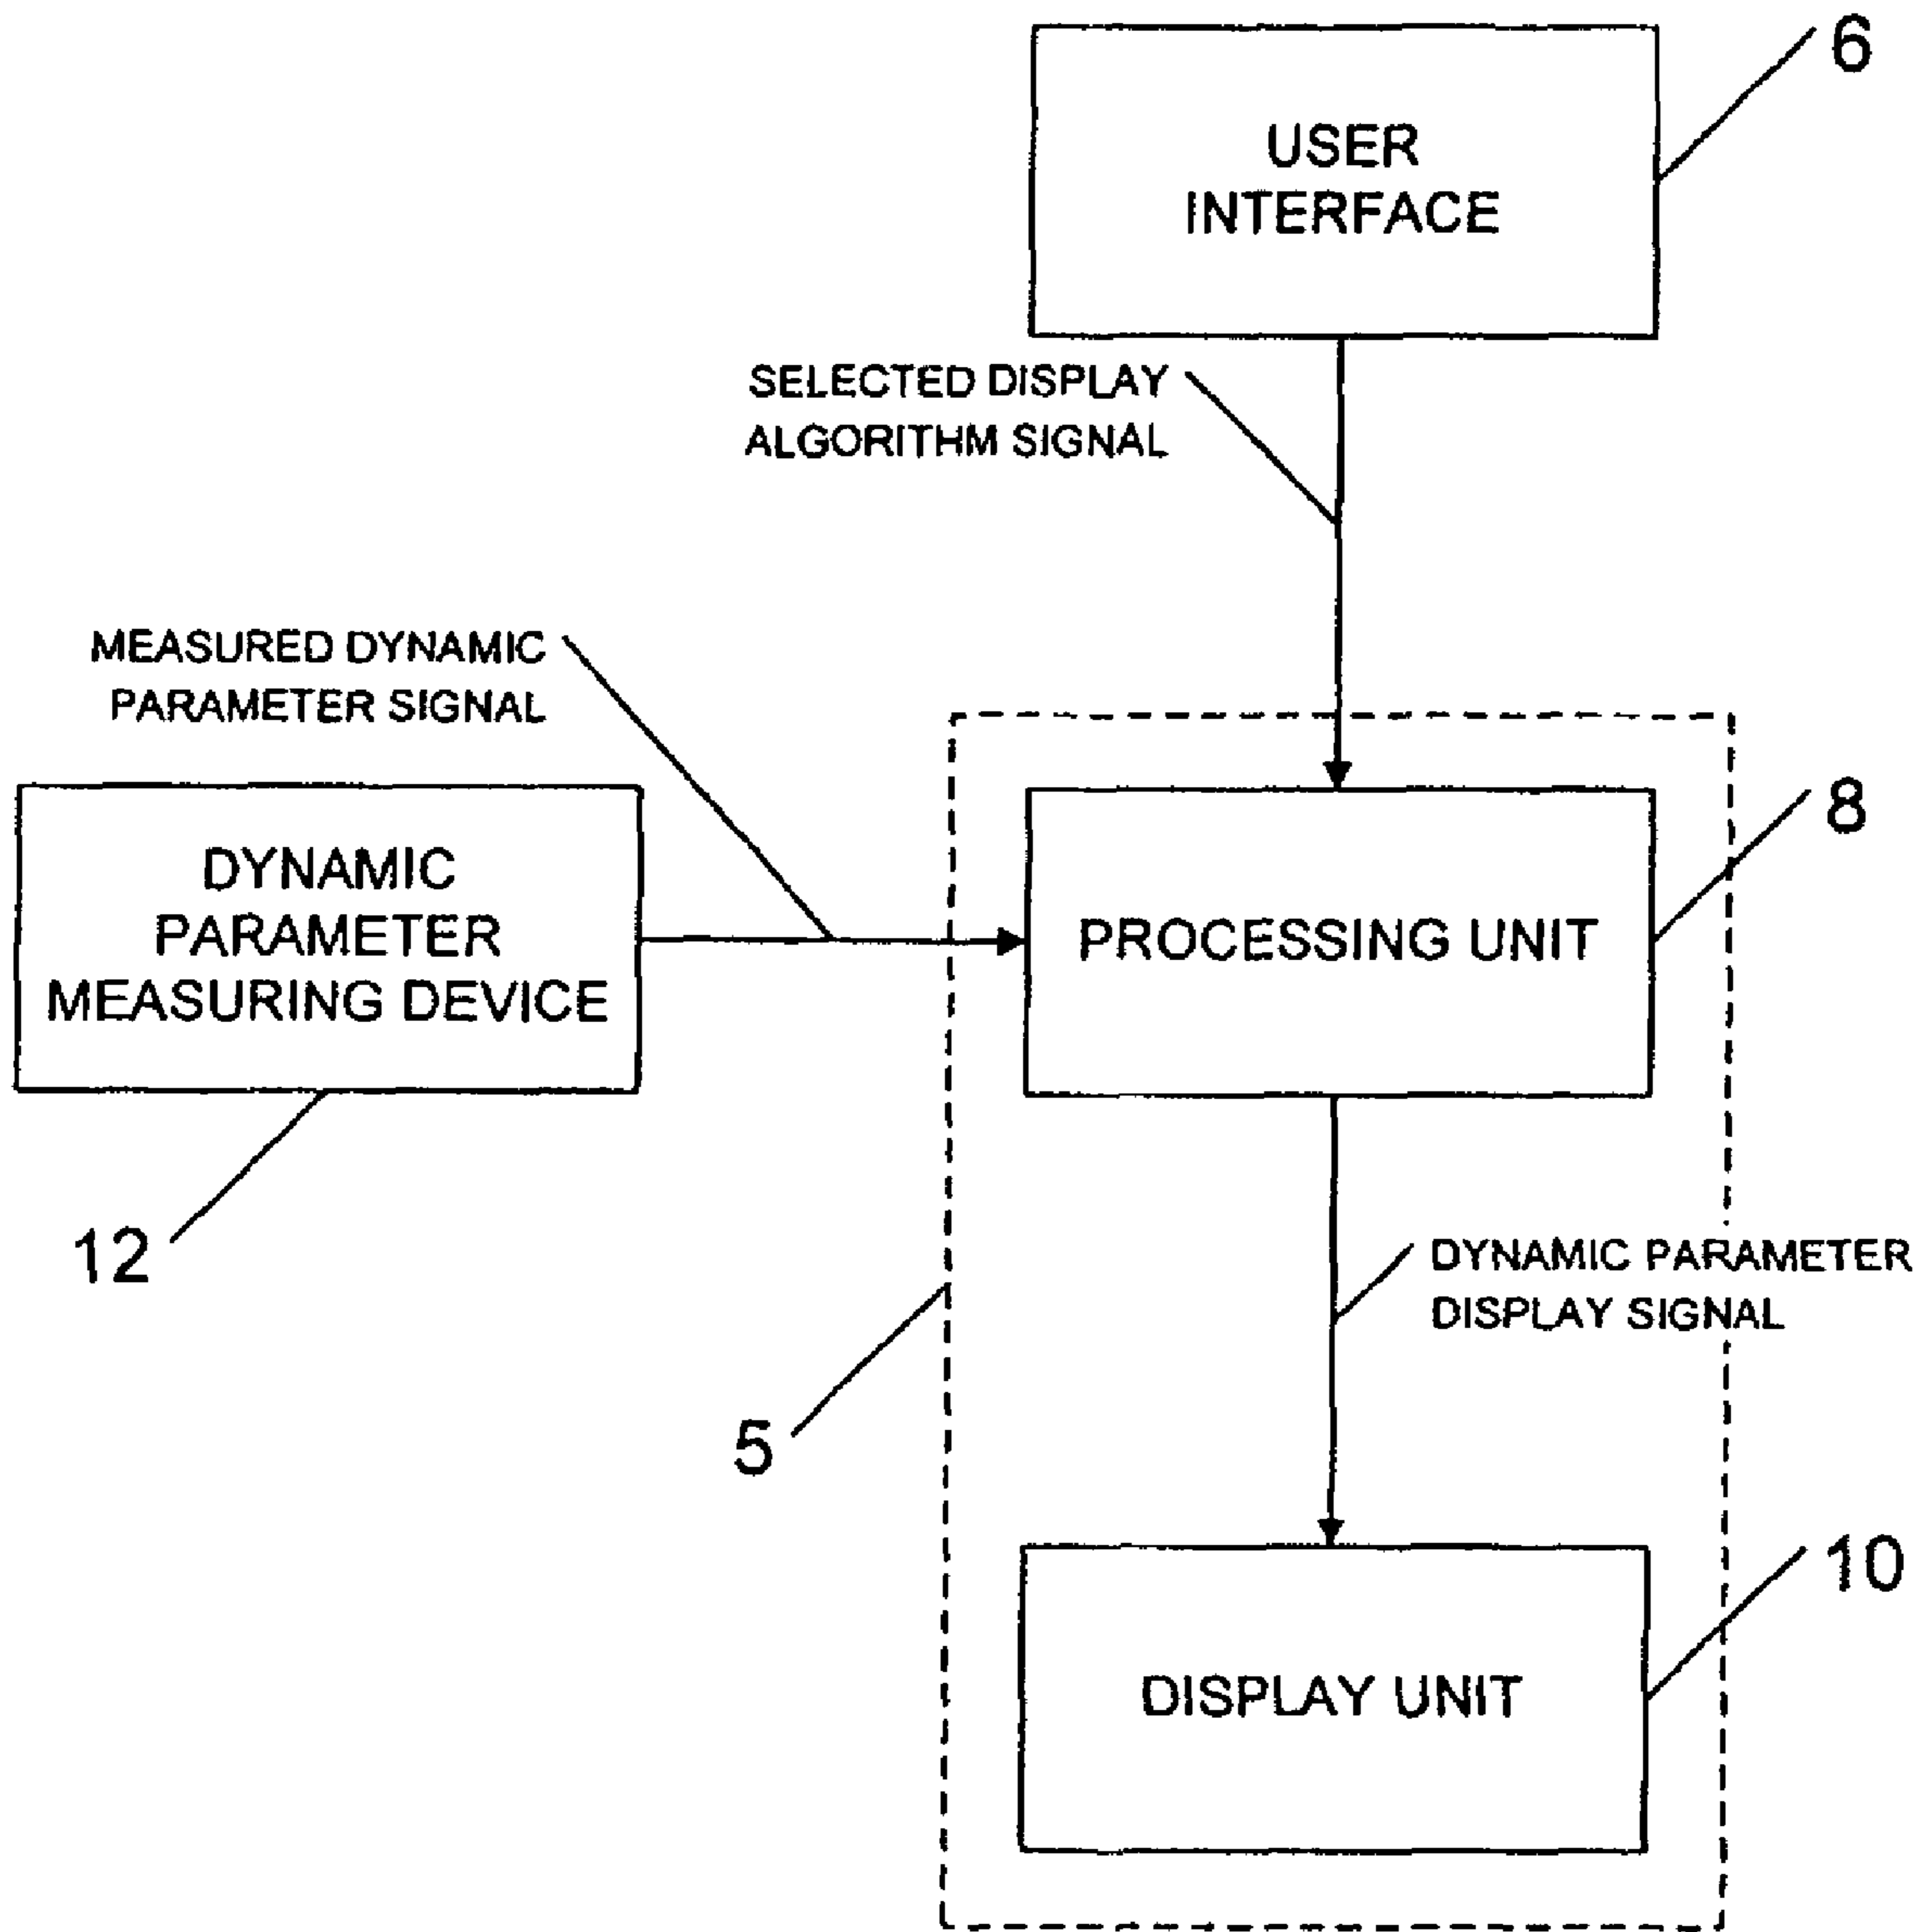 6
USER
INTERFACE
SELECTED DISPLAY
ALGORITHM SIGNAL
MEASURED DYNAMIC
PARAMETER SIGNAL
8
DYNAMIC
PARAMETER
MEASURING DEVICE
PROCESSING UNIT
12
DYNAMIC PARAMETER
DISPLAY SIGNAL
5
10
DISPLAY UNIT